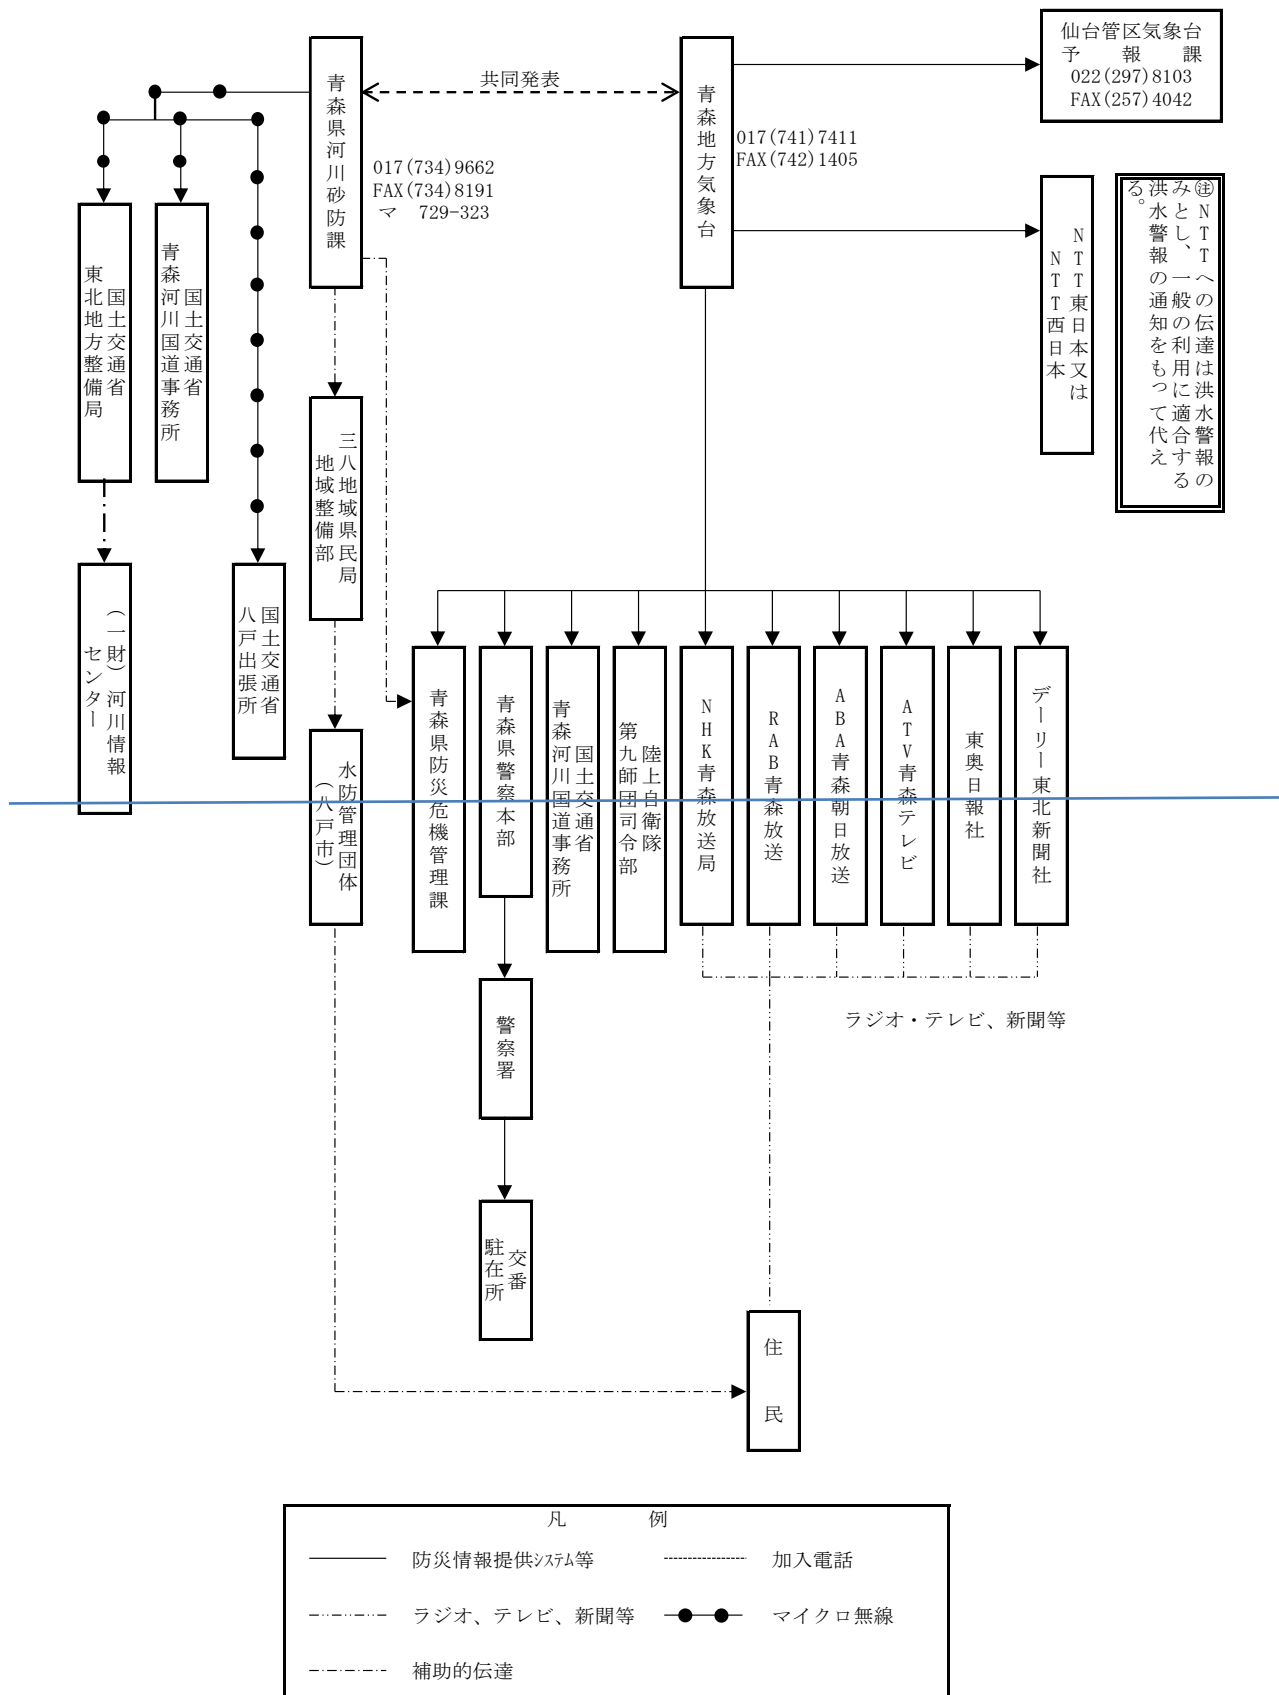 仙台管区気象台
予報課
022(297)8103
FAX(257)4042
共同発表
青森県河川砂防課
017(734)9662
FAX(734)8191
マ 729-323
青森地方気象台
017(741)7411
FAX(742)1405
NTT東日本又は
NTT西日本
㊟NTTへの伝達は洪水警報の
みとし、一般の利用に適合する
洪水警報の通知をもって代え
る。
国土交通省
東北地方整備局
国土交通省
青森河川国道事務所
三八地域県民局
地域整備部
(一財)河川情報
センター
国土交通省
八戸出張所
水防管理団体
(八戸市)
青森県防災危機管理課
青森県警察本部
国土交通省
青森河川国道事務所
陸上自衛隊
第九師団司令部
NHK青森放送局
RAB青森放送
ABA青森朝日放送
ATV青森テレビ
東奥日報社
デーリー東北新聞社
ラジオ・テレビ、新聞等
警察署
交番
駐在所
住民
凡例
防災情報提供ｼｽﾃﾑ等
加入電話
ラジオ、テレビ、新聞等
マイクロ無線
補助的伝達